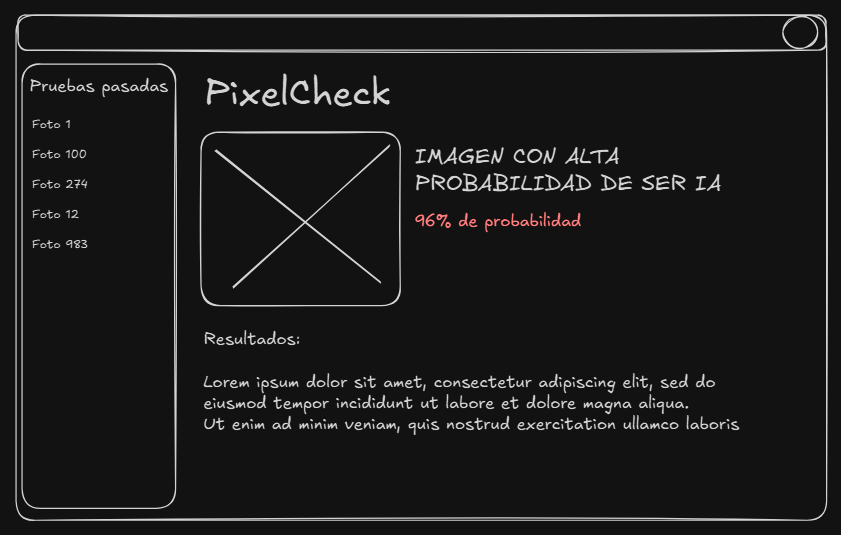 Pruebas pasadas
Foto 1
Foto 100
Foto 274
Foto 12
Foto 983
PixelCheck
IMAGEN CON ALTA
PROBABILIDAD DE SER IA
96% de probabilidad
Resultados:
Lorem ipsum dolor sit amet, consectetur adipiscing elit, sed do
eiusmod tempor incididunt ut labore et dolore magna aliqua.
Ut enim ad minim veniam, quis nostrud exercitation ullamco laboris